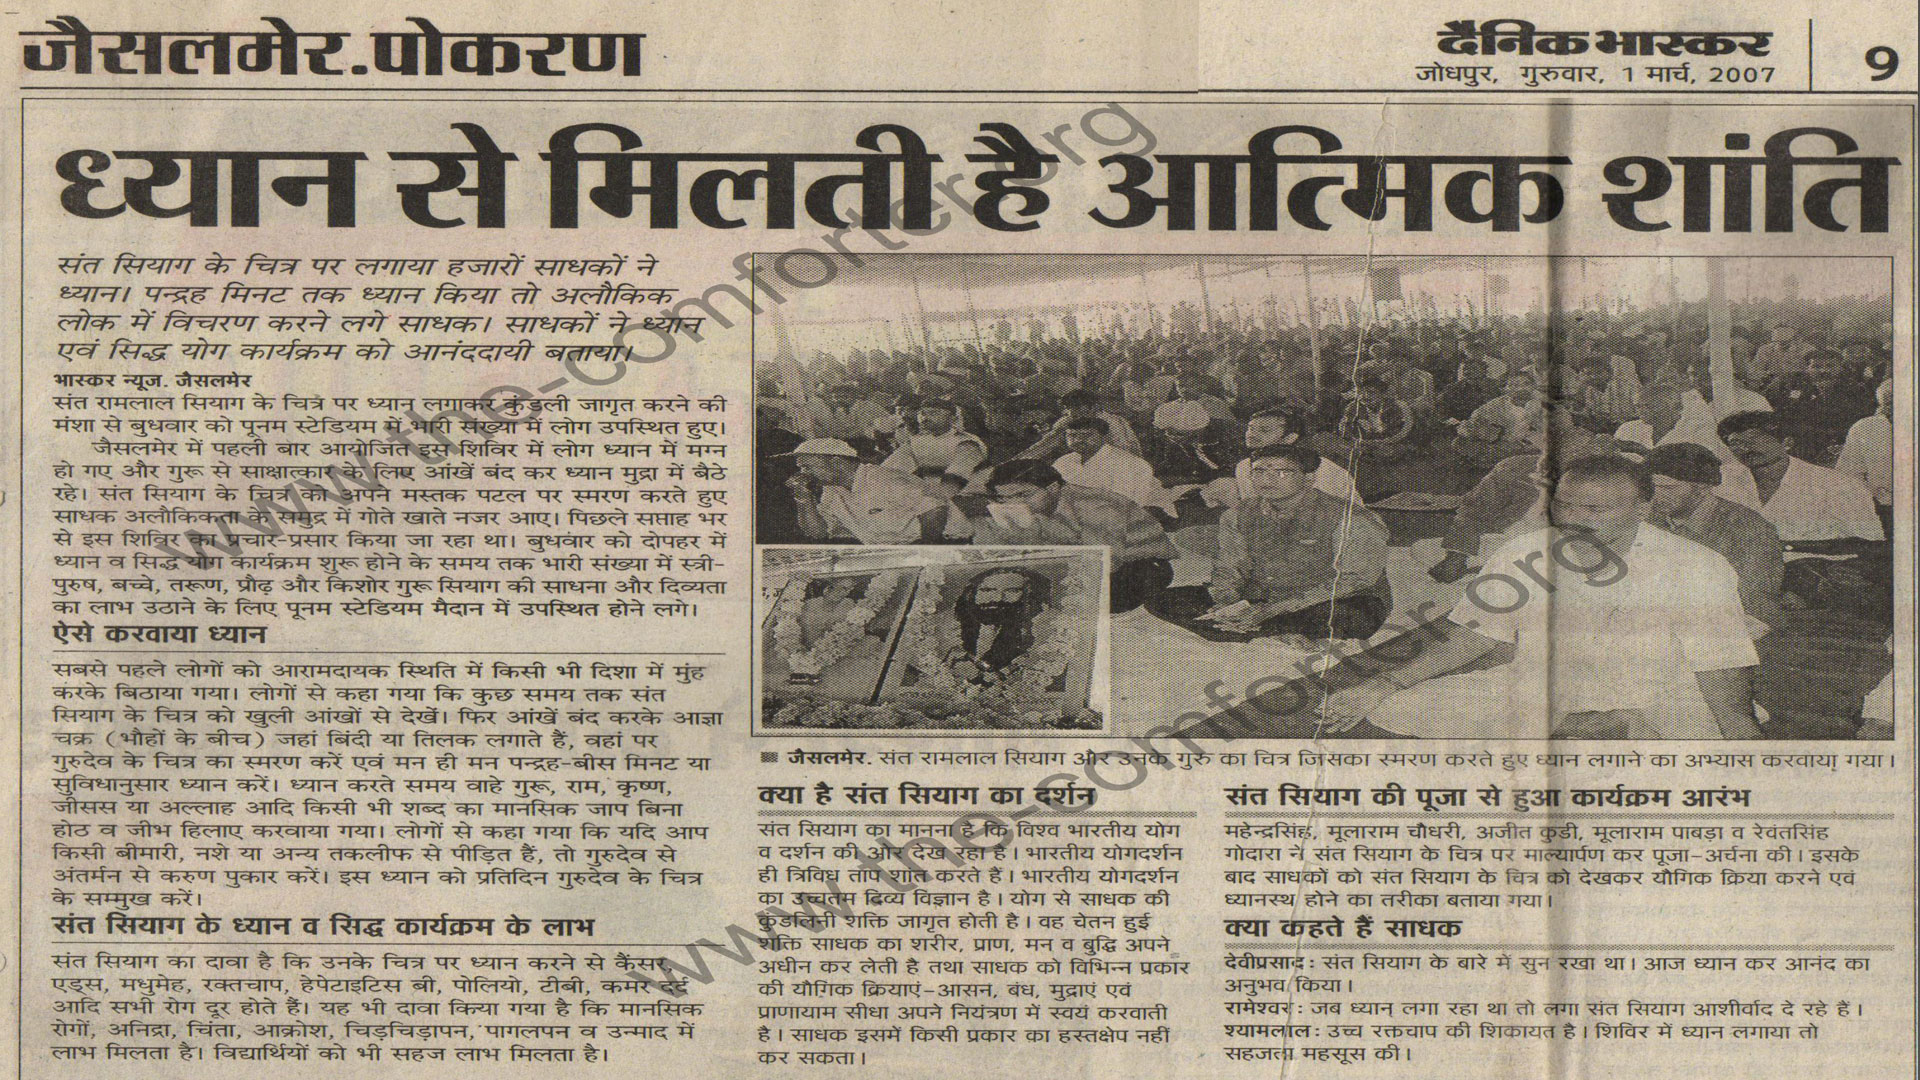 जैसलमेर.पोकरण
दैनिक भास्कर
जोधपुर, गुरुवार, 1 मार्च, 2007
9
ध्यान से मिलती है आत्मिक शांति
संत सियाग के चित्र पर लगाया हजारों साधकों ने
ध्यान। पन्द्रह मिनट तक ध्यान किया तो अलौकिक
लोक में विचरण करने लगे साधक। साधकों ने ध्यान
एवं सिद्ध योग कार्यक्रम को आनंददायी बताया।
भास्कर न्यूज. जैसलमेर
संत रामलाल सियाग के चित्र पर ध्यान लगाकर कुंडली जागृत करने की
मंशा से बुधवार को पूनम स्टेडियम में भारी संख्या में लोग उपस्थित हुए।
जैसलमेर में पहली बार आयोजित इस शिविर में लोग ध्यान में मग्न
हो गए और गुरू से साक्षात्कार के लिए आंखें बंद कर ध्यान मुद्रा में बैठे
रहे। संत सियाग के चित्र को अपने मस्तक पटल पर स्मरण करते हुए
साधक अलौकिकता के समुद्र में गोते खाते नजर आए। पिछले सप्ताह भर
से इस शिविर का प्रचार-प्रसार किया जा रहा था। बुधवार को दोपहर में
ध्यान व सिद्ध योग कार्यक्रम शुरू होने के समय तक भारी संख्या में स्त्री-
पुरुष, बच्चे, तरूण, प्रौढ़ और किशोर गुरू सियाग की साधना और दिव्यता
का लाभ उठाने के लिए पूनम स्टेडियम मैदान में उपस्थित होने लगे।
ऐसे करवाया ध्यान
सबसे पहले लोगों को आरामदायक स्थिति में किसी भी दिशा में मुंह
करके बिठाया गया। लोगों से कहा गया कि कुछ समय तक संत
सियाग के चित्र को खुली आंखों से देखें। फिर आंखें बंद करके आज्ञा
चक्र (भौहों के बीच) जहां बिंदी या तिलक लगाते हैं, वहां पर
गुरुदेव के चित्र का स्मरण करें एवं मन ही मन पन्द्रह-बीस मिनट या
सुविधानुसार ध्यान करें। ध्यान करते समय वाहे गुरू, राम, कृष्ण,
जीसस या अल्लाह आदि किसी भी शब्द का मानसिक जाप बिना
होठ व जीभ हिलाए करवाया गया। लोगों से कहा गया कि यदि आप
किसी बीमारी, नशे या अन्य तकलीफ से पीड़ित हैं, तो गुरुदेव से
अंतर्मन से करुण पुकार करें। इस ध्यान को प्रतिदिन गुरुदेव के चित्र
के सम्मुख करें।
संत सियाग के ध्यान व सिद्ध कार्यक्रम के लाभ
संत सियाग का दावा है कि उनके चित्र पर ध्यान करने से कैंसर,
एड्स, मधुमेह, रक्तचाप, हेपेटाइटिस बी, पोलियो, टीबी, कमर दर्द
आदि सभी रोग दूर होते हैं। यह भी दावा किया गया है कि मानसिक
रोगों, अनिद्रा, चिंता, आक्रोश, चिड़चिड़ापन, पागलपन व उन्माद में
लाभ मिलता है। विद्यार्थियों को भी सहज लाभ मिलता है।
जैसलमेर. संत रामलाल सियाग और उनके गुरु का चित्र जिसका स्मरण करते हुए ध्यान लगाने का अभ्यास करवाया गया।
क्या है संत सियाग का दर्शन
संत सियाग का मानना है कि विश्व भारतीय योग
व दर्शन की ओर देख रहा है। भारतीय योगदर्शन
ही त्रिविध ताप शांत करते हैं। भारतीय योगदर्शन
का उच्चतम दिव्य विज्ञान है। योग से साधक की
कुंडलिनी शक्ति जागृत होती है। वह चेतन हुई
शक्ति साधक का शरीर, प्राण, मन व बुद्धि अपने
अधीन कर लेती है तथा साधक को विभिन्न प्रकार
की यौगिक क्रियाएं-आसन, बंध, मुद्राएं एवं
प्राणायाम सीधा अपने नियंत्रण में स्वयं करवाती
है। साधक इसमें किसी प्रकार का हस्तक्षेप नहीं
कर सकता।
संत सियाग की पूजा से हुआ कार्यक्रम आरंभ
महेन्द्रसिंह, मूलाराम चौधरी, अजीत कुडी, मूलाराम पाबड़ा व रेवंतसिंह
गोदारा ने संत सियाग के चित्र पर माल्यार्पण कर पूजा-अर्चना की। इसके
बाद साधकों को संत सियाग के चित्र को देखकर यौगिक क्रिया करने एवं
ध्यानस्थ होने का तरीका बताया गया।
क्या कहते हैं साधक
देवीप्रसाद: संत सियाग के बारे में सुन रखा था। आज ध्यान कर आनंद का
अनुभव किया।
रामेश्वर: जब ध्यान लगा रहा था तो लगा संत सियाग आशीर्वाद दे रहे हैं।
श्यामलाल: उच्च रक्तचाप की शिकायत है। शिविर में ध्यान लगाया तो
सहजता महसूस की।
www.the-comforter.org
www.the-comforter.org